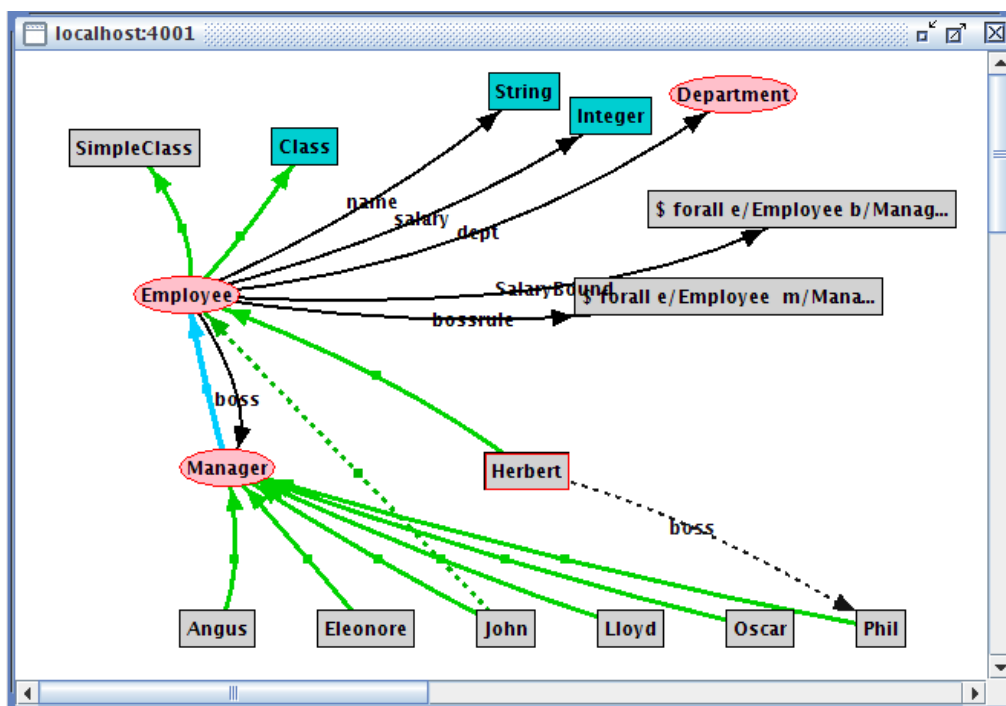 localhost:4001
String
Department
Integer
SimpleClass
Class
name
salary
dept
$ forall e/Employee b/Manag...
Employee
SalaryBound
$ forall e/Employee  m/Mana...
bossrule
boss
Manager
Herbert
boss
Angus
Eleonore
John
Lloyd
Oscar
Phil